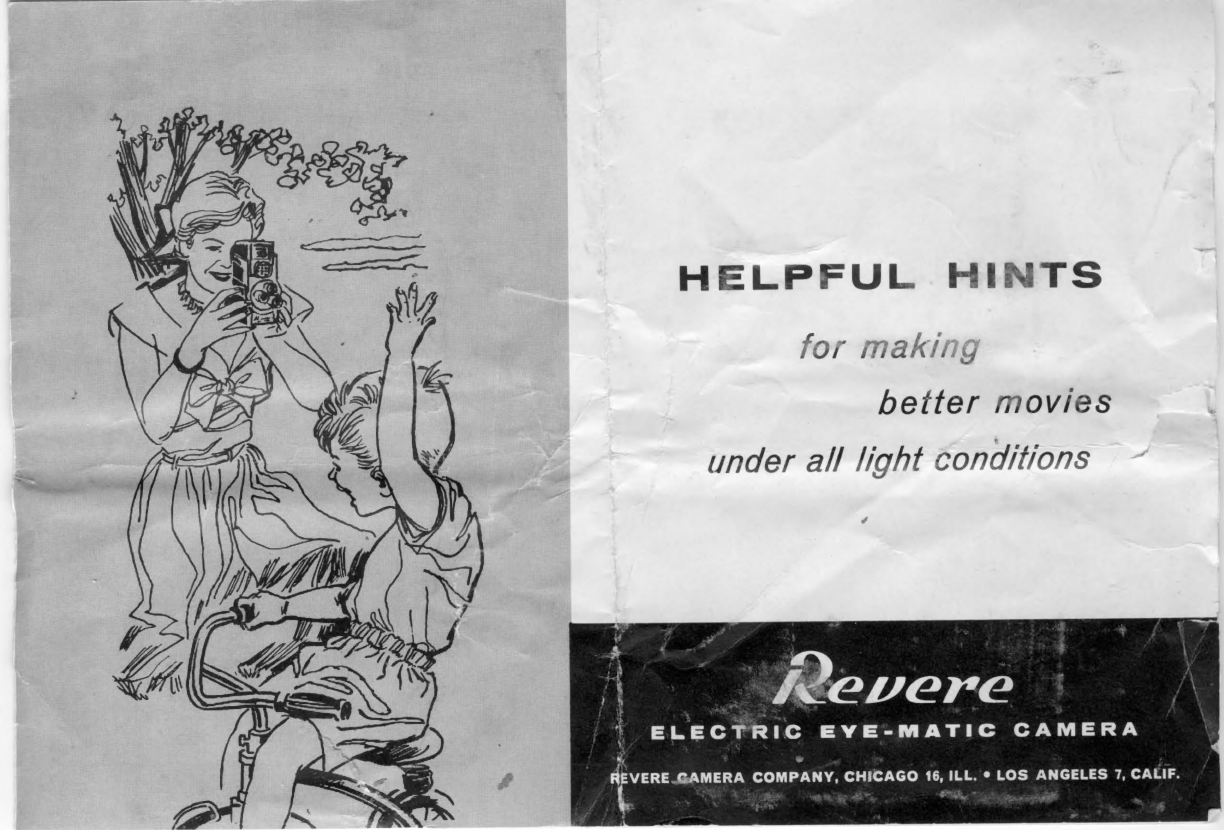 HELPFUL HINTS
for making
better movies
under all light conditions
Revere
ELECTRIC EYE-MATIC CAMERA
REVERE CAMERA COMPANY, CHICAGO 16, ILL. • LOS ANGELES 7, CALIF.